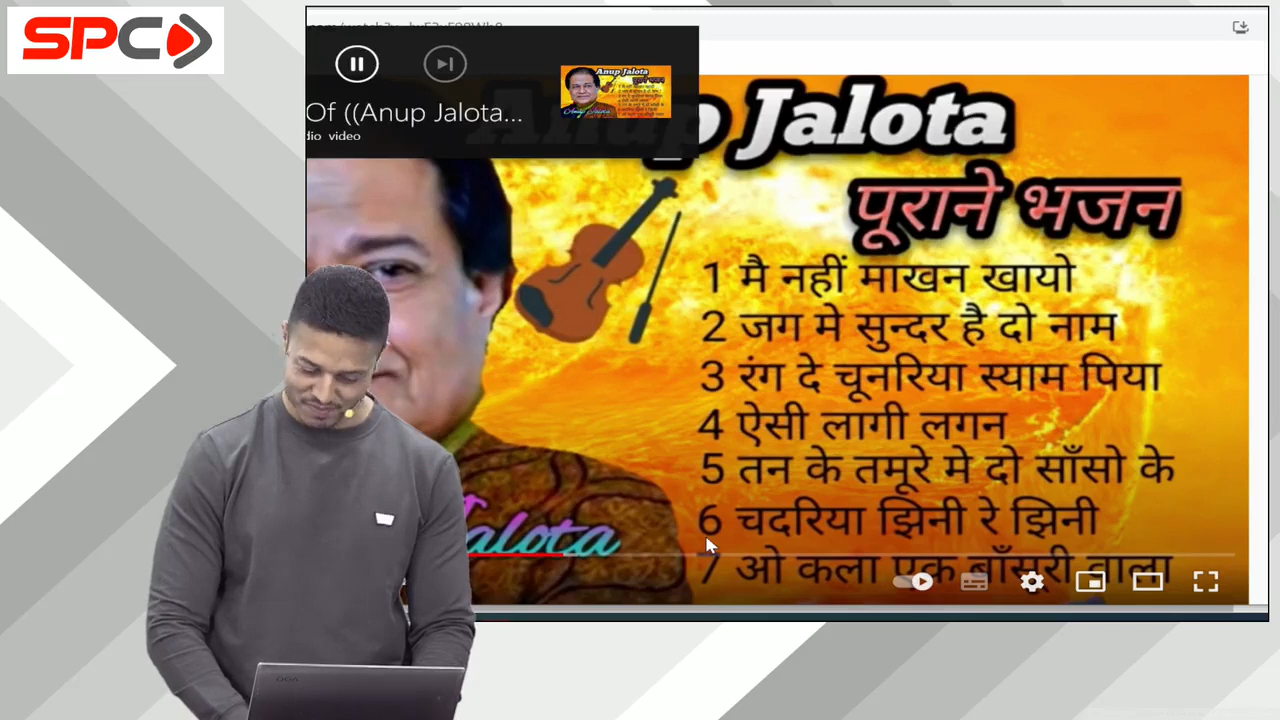 SPC
Of ((Anup Jalota...
dio video
Anup Jalota
पूराने भजन
Jalota
पूराने भजन
1 मै नहीं माखन खायो
2 जग मे सुन्दर है दो नाम
3 रंग दे चूनरिया स्याम पिया
4 ऐसी लागी लगन
5 तन के तमूरे मे दो साँसो के
6 चदरिया झिनी रे झिनी
7 ओ कला एक बाँसुरी वाला
Jalota